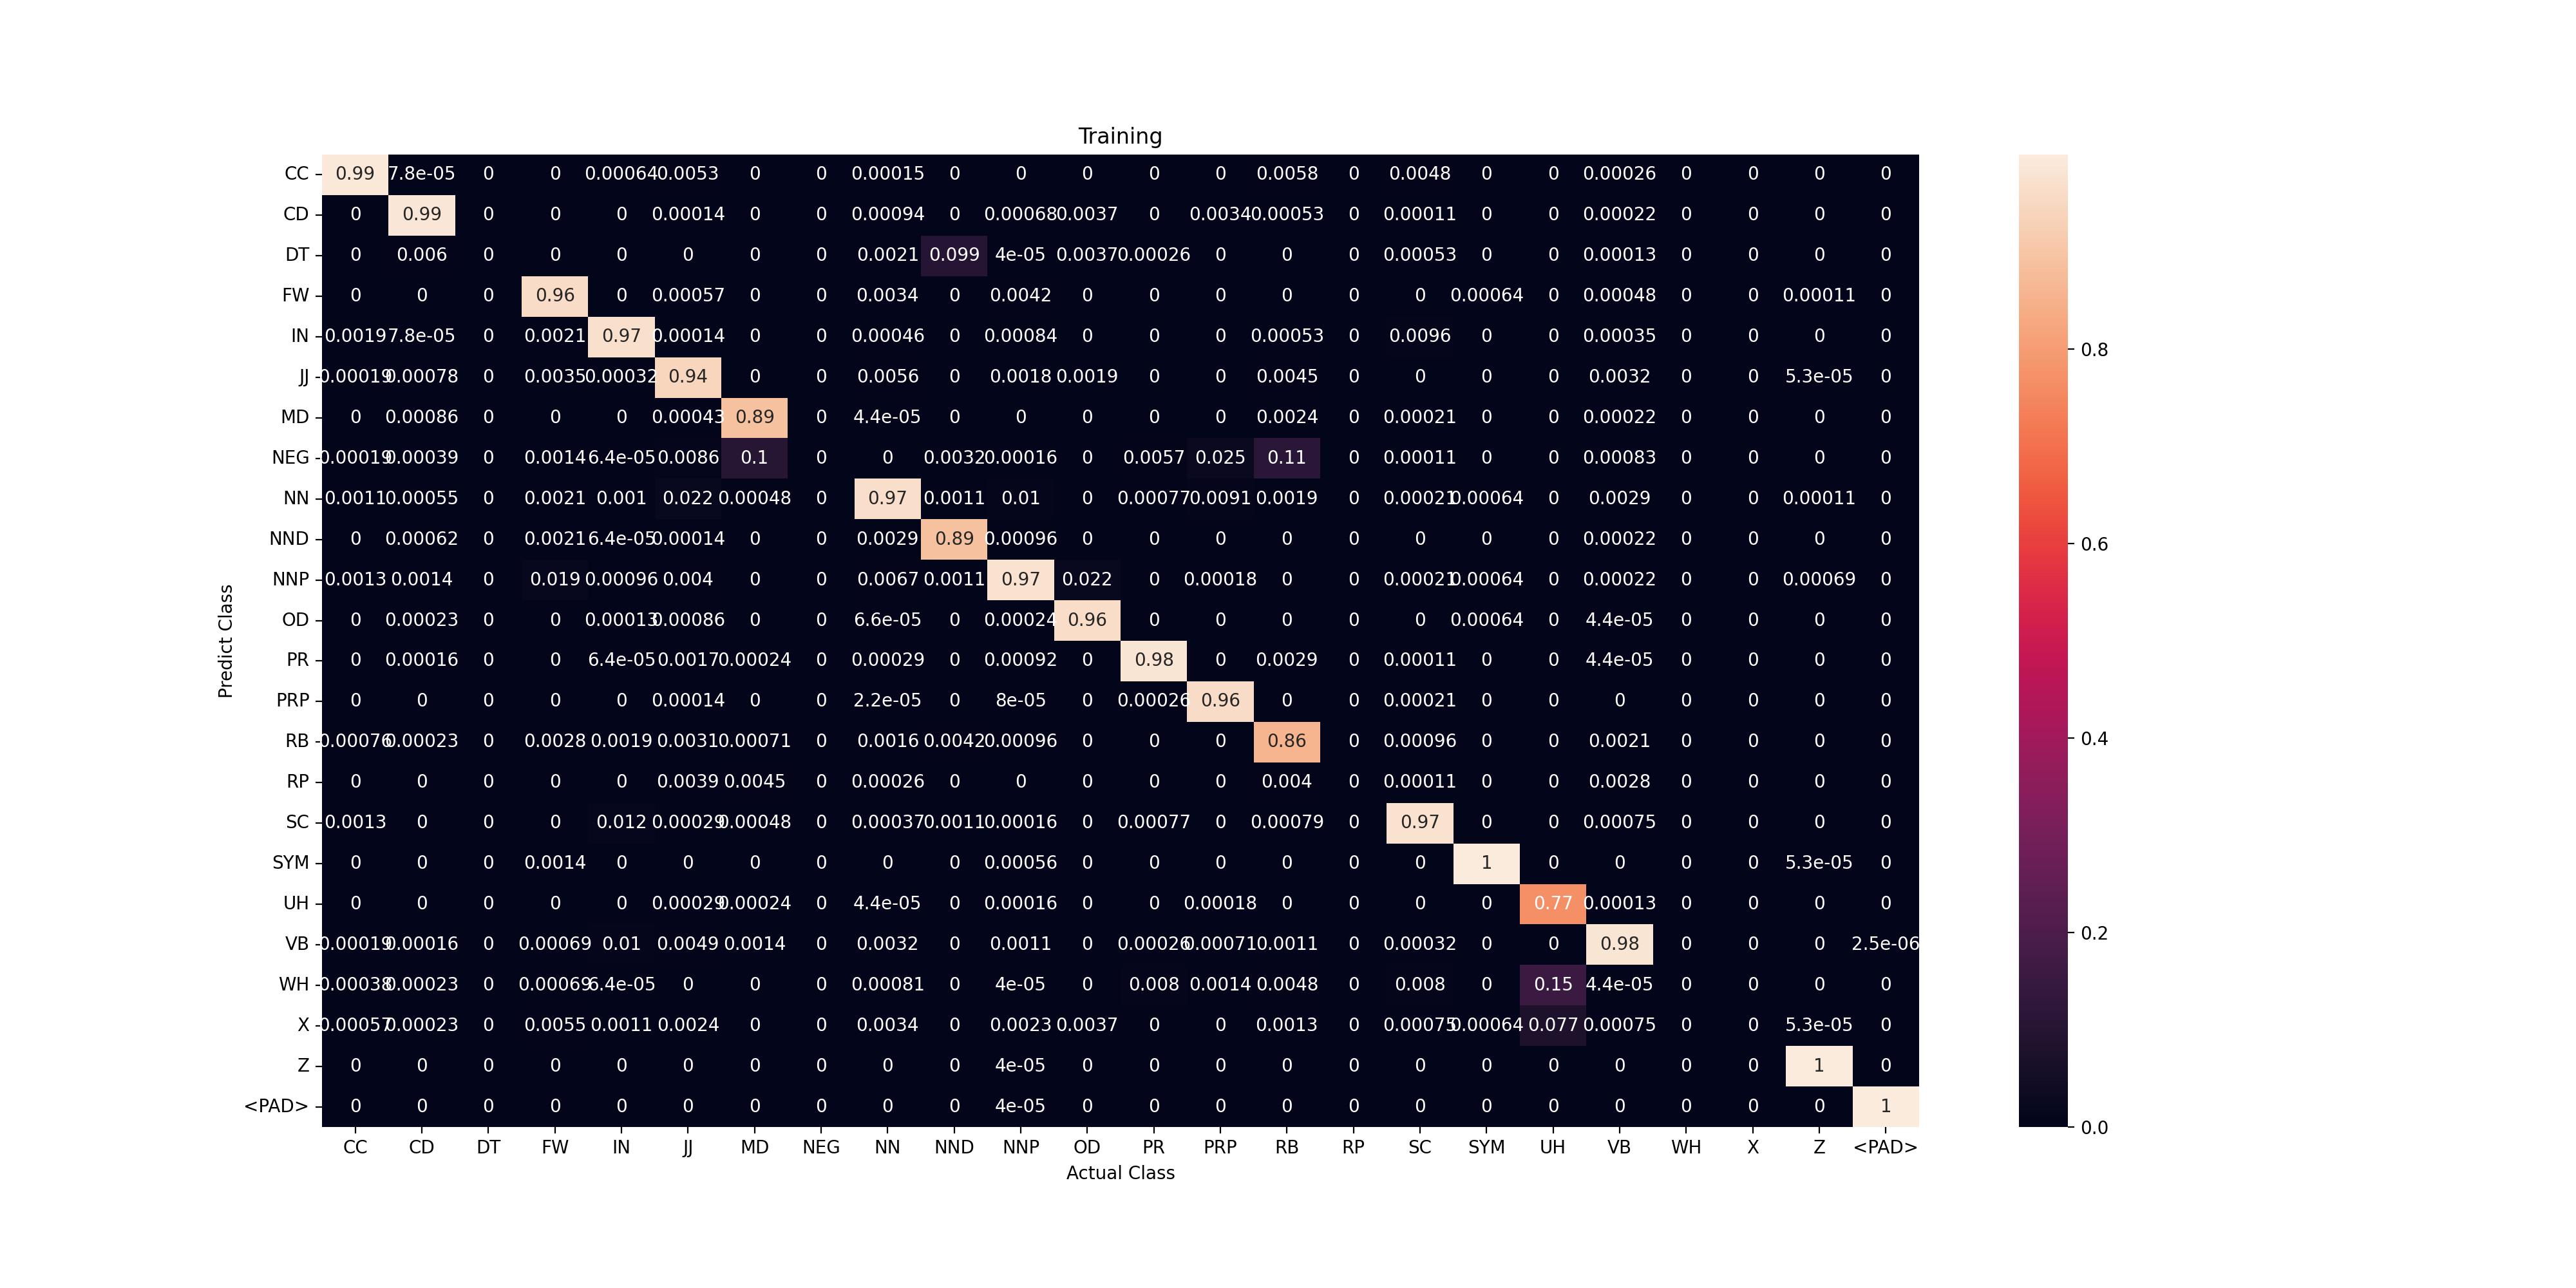 Training
CC 0.99 7.8e-05 0 0 0.00064 0.0053 0 0 0.00015 0 0 0 0 0 0.0058 0 0.0048 0 0 0.00026 0 0 0 0
CD 0 0.99 0 0 0 0.00014 0 0 0.00094 0 0.00068 0.0037 0 0.0034 0.00053 0 0.00011 0 0 0.00022 0 0 0 0
DT 0 0.006 0 0 0 0 0 0 0.0021 0.099 4e-05 0.0037 0.00026 0 0 0 0.00053 0 0 0.00013 0 0 0 0
FW 0 0 0 0.96 0 0.00057 0 0 0.0034 0 0.0042 0 0 0 0 0 0 0.00064 0 0.00048 0 0 0.00011 0
IN 0.0019 7.8e-05 0 0.0021 0.97 0.00014 0 0 0.00046 0 0.00084 0 0 0 0.00053 0 0.0096 0 0 0.00035 0 0 0 0
JJ 0.00019 0.00078 0 0.0035 0.00032 0.94 0 0 0.0056 0 0.0018 0.0019 0 0 0.0045 0 0 0 0 0.0032 0 0 5.3e-05 0
MD 0 0.00086 0 0 0 0.00043 0.89 0 4.4e-05 0 0 0 0 0 0.0024 0 0.00021 0 0 0.00022 0 0 0 0
NEG 0.00019 0.00039 0 0.0014 6.4e-05 0.0086 0.1 0 0 0.0032 0.00016 0 0.0057 0.025 0.11 0 0.00011 0 0 0.00083 0 0 0 0
NN 0.0011 0.00055 0 0.0021 0.001 0.022 0.00048 0 0.97 0.0011 0.01 0 0.00077 0.0091 0.0019 0 0.00021 0.00064 0 0.0029 0 0 0.00011 0
NND 0 0.00062 0 0.0021 6.4e-05 0.00014 0 0 0.0029 0.89 0.00096 0 0 0 0 0 0 0 0 0.00022 0 0 0 0
NNP 0.0013 0.0014 0 0.019 0.00096 0.004 0 0 0.0067 0.0011 0.97 0.022 0 0.00018 0 0 0.00021 0.00064 0 0.00022 0 0 0.00069 0
OD 0 0.00023 0 0 0.00013 0.00086 0 0 6.6e-05 0 0.00024 0.96 0 0 0 0 0 0.00064 0 4.4e-05 0 0 0 0
PR 0 0.00016 0 0 6.4e-05 0.0017 0.00024 0 0.00029 0 0.00092 0 0.98 0 0.0029 0 0.00011 0 0 4.4e-05 0 0 0 0
PRP 0 0 0 0 0 0.00014 0 0 2.2e-05 0 8e-05 0 0.00026 0.96 0 0 0.00021 0 0 0 0 0 0 0
RB 0.00076 0.00023 0 0.0028 0.0019 0.0031 0.00071 0 0.0016 0.0042 0.00096 0 0 0 0.86 0 0.00096 0 0 0.0021 0 0 0 0
RP 0 0 0 0 0 0.0039 0.0045 0 0.00026 0 0 0 0 0 0.004 0 0.00011 0 0 0.0028 0 0 0 0
SC 0.0013 0 0 0 0.012 0.00029 0.00048 0 0.00037 0.0011 0.00016 0 0.00077 0 0.00079 0 0.97 0 0 0.00075 0 0 0 0
SYM 0 0 0 0.0014 0 0 0 0 0 0 0.00056 0 0 0 0 0 0 1 0 0 0 0 5.3e-05 0
UH 0 0 0 0 0 0.00029 0.00024 0 4.4e-05 0 0.00016 0 0 0.00018 0 0 0 0 0.77 0.00013 0 0 0 0
VB 0.00019 0.00016 0 0.00069 0.01 0.0049 0.0014 0 0.0032 0 0.0011 0 0.00026 0.00071 0.0011 0 0.00032 0 0 0.98 0 0 0 2.5e-06
WH 0.00038 0.00023 0 0.00069 6.4e-05 0 0 0 0.00081 0 4e-05 0 0.008 0.0014 0.0048 0 0.008 0 0.15 4.4e-05 0 0 0 0
X 0.00057 0.00023 0 0.0055 0.0011 0.0024 0 0 0.0034 0 0.0023 0.0037 0 0 0.0013 0 0.00075 0.00064 0.077 0.00075 0 0 5.3e-05 0
Z 0 0 0 0 0 0 0 0 0 0 4e-05 0 0 0 0 0 0 0 0 0 0 0 1 0
<PAD> 0 0 0 0 0 0 0 0 0 0 4e-05 0 0 0 0 0 0 0 0 0 0 0 0 1
CC CD DT FW IN JJ MD NEG NN NND NNP OD PR PRP RB RP SC SYM UH VB WH X Z <PAD>
Actual Class
Predict Class
0.8
0.6
0.4
0.2
0.0